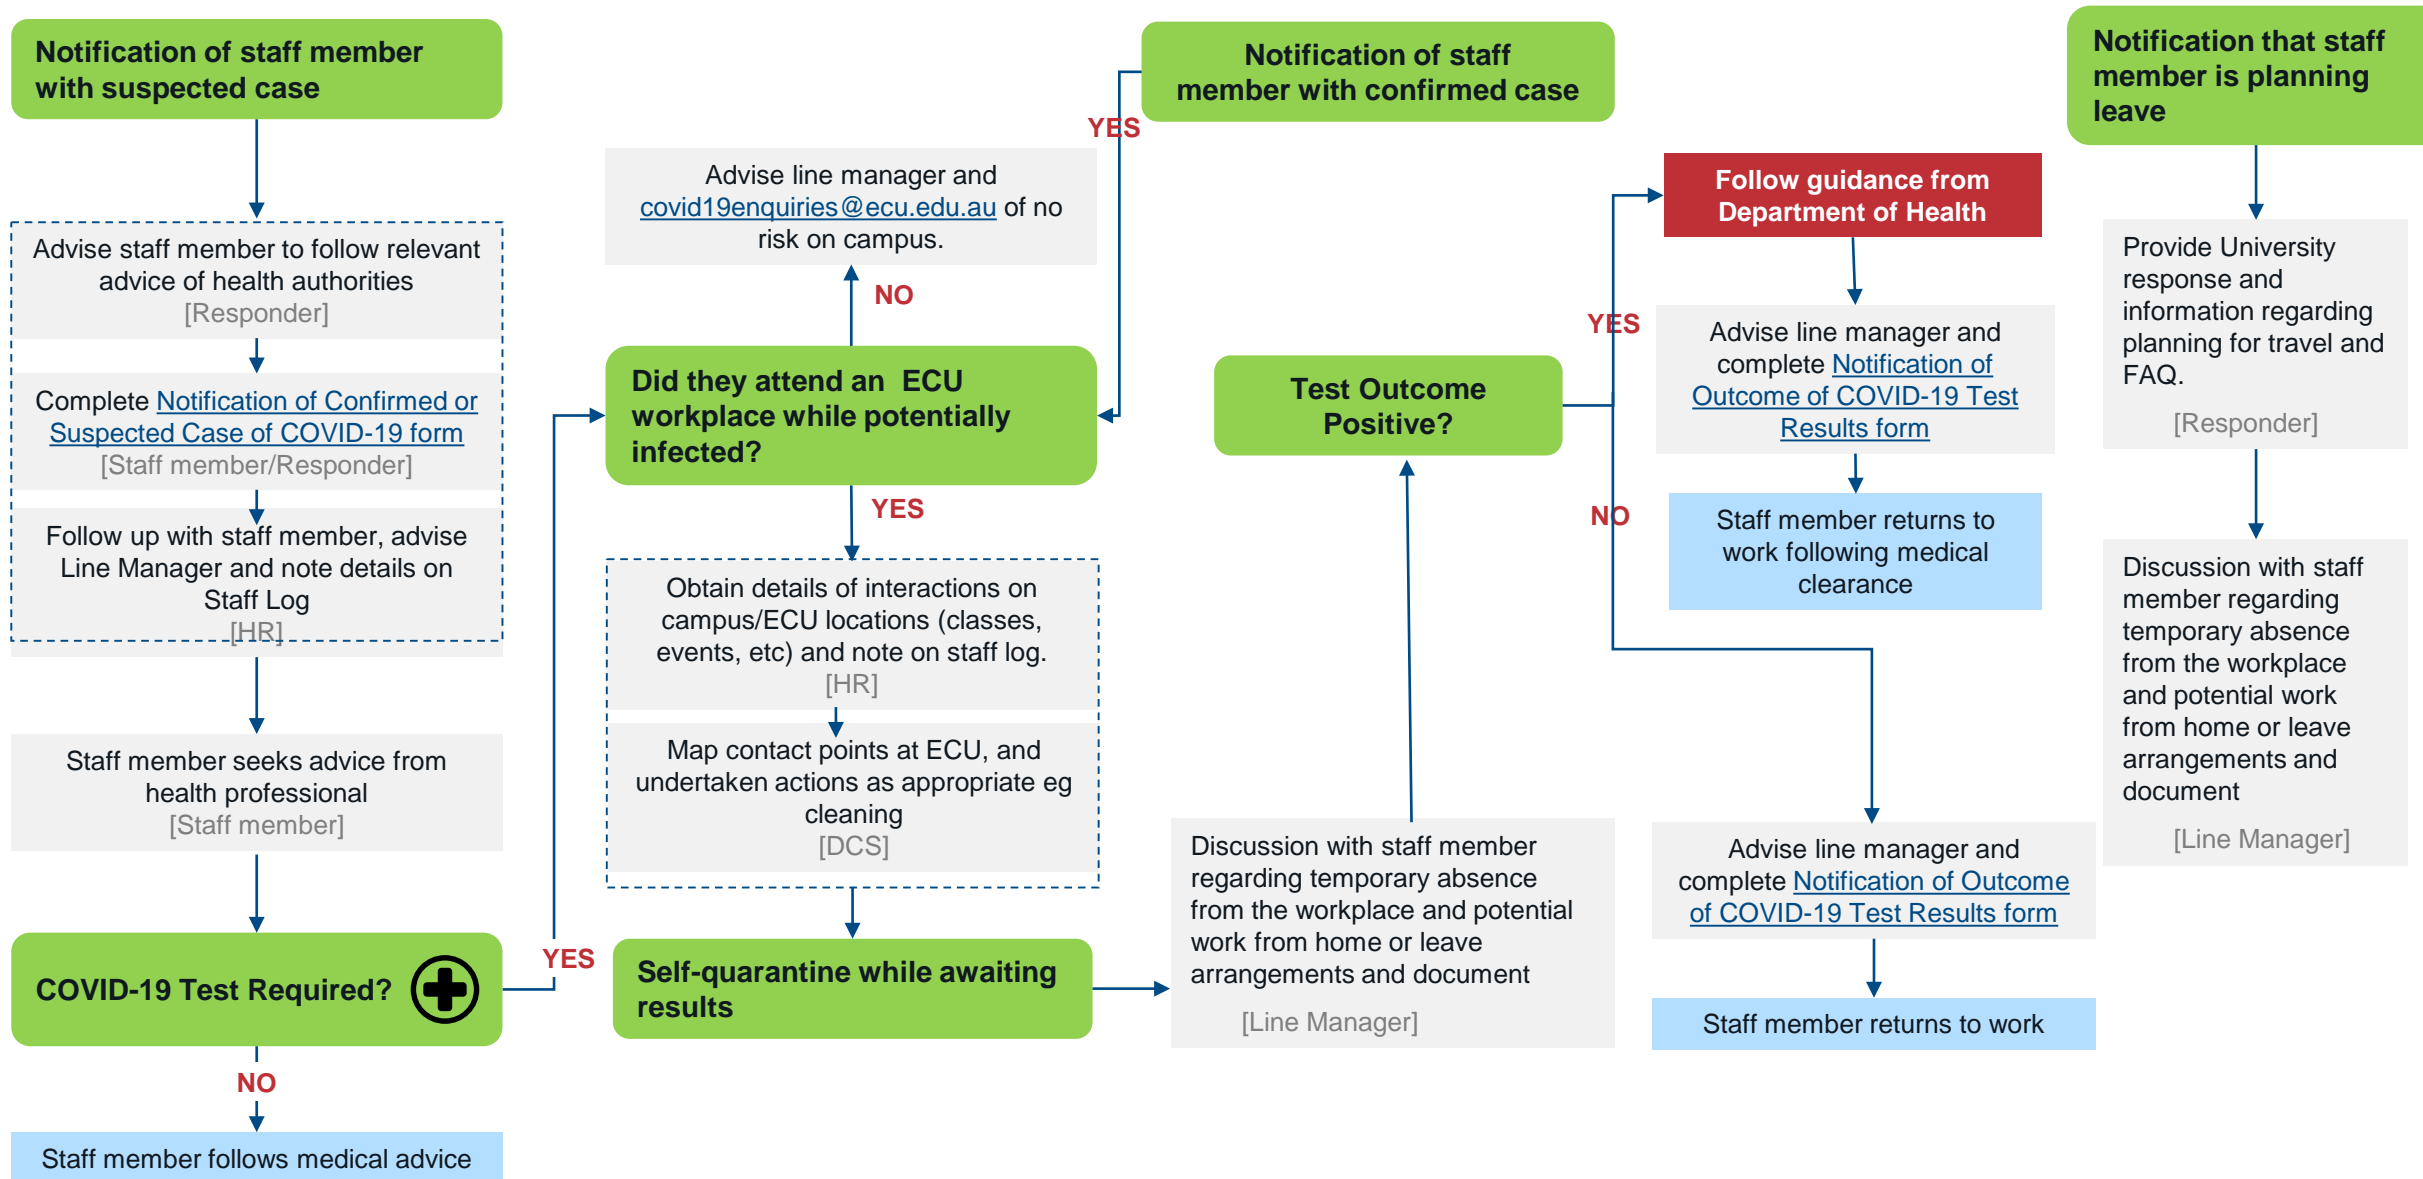 Notification of staff member
with suspected case
Advise staff member to follow relevant
advice of health authorities
[Responder]
Complete Notification of Confirmed or
Suspected Case of COVID-19 form
[Staff member/Responder]
Follow up with staff member, advise
Line Manager and note details on
Staff Log
[HR]
Staff member seeks advice from
health professional
[Staff member]
COVID-19 Test Required?
YES
NO
Staff member follows medical advice
Notification of staff
member with confirmed case
YES
Advise line manager and
covid19enquiries@ecu.edu.au of no
risk on campus.
NO
Did they attend an  ECU
workplace while potentially
infected?
YES
Obtain details of interactions on
campus/ECU locations (classes,
events, etc) and note on staff log.
[HR]
Map contact points at ECU, and
undertaken actions as appropriate eg
cleaning
[DCS]
Self-quarantine while awaiting
results
Discussion with staff member
regarding temporary absence
from the workplace and potential
work from home or leave
arrangements and document
[Line Manager]
Test Outcome
Positive?
YES
Follow guidance from
Department of Health
Advise line manager and
complete Notification of
Outcome of COVID-19 Test
Results form
Staff member returns to
work following medical
clearance
NO
Advise line manager and
complete Notification of Outcome
of COVID-19 Test Results form
Staff member returns to work
Notification that staff
member is planning
leave
Provide University
response and
information regarding
planning for travel and
FAQ.
[Responder]
Discussion with staff
member regarding
temporary absence
from the workplace
and potential work
from home or leave
arrangements and
document
[Line Manager]